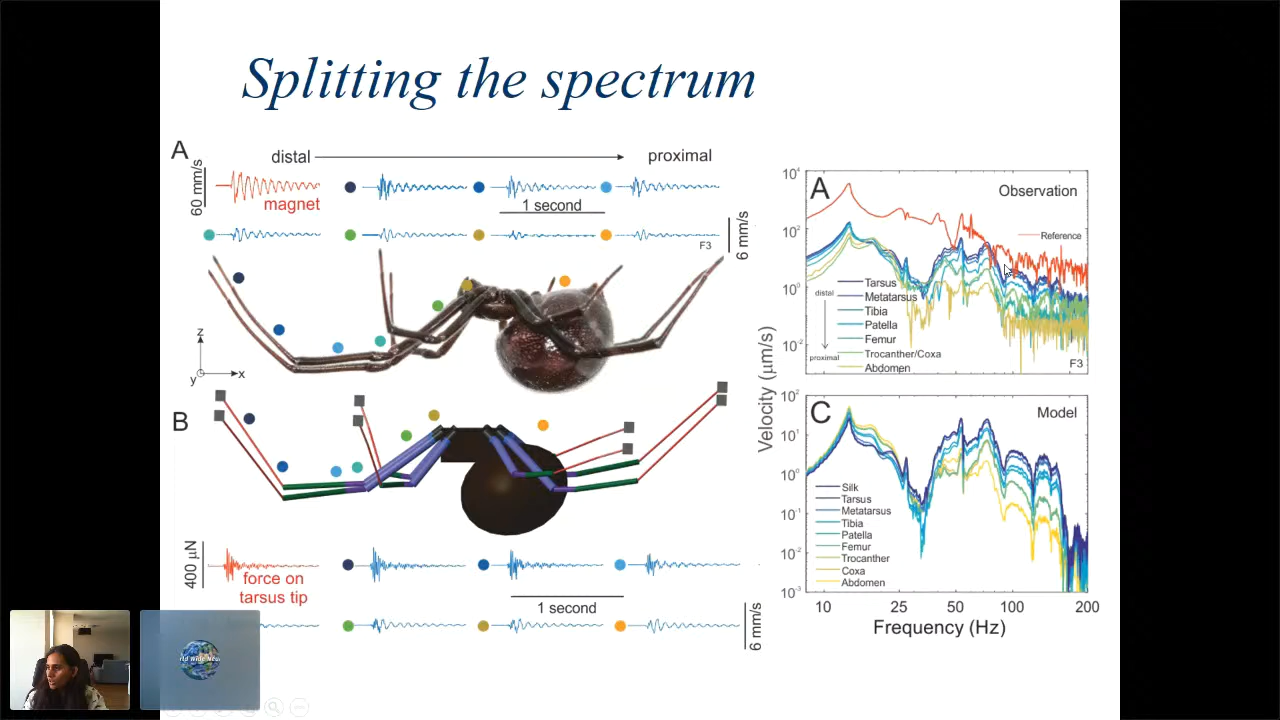 Splitting the spectrum
A
distal
proximal
60 mm/s
magnet
1 second
F3
6 mm/s
z
y
x
B
400 μN
force on
tarsus tip
1 second
6 mm/s
A
Observation
10⁴
10²
10⁰
10⁻²
Reference
distal
proximal
Tarsus
Metatarsus
Tibia
Patella
Femur
Trocanther/Coxa
Abdomen
F3
Velocity (μm/s)
C
Model
10²
10¹
10⁰
10⁻¹
10⁻²
10⁻³
Silk
Tarsus
Metatarsus
Tibia
Patella
Femur
Trocanther
Coxa
Abdomen
10 25 50 100 200
Frequency (Hz)